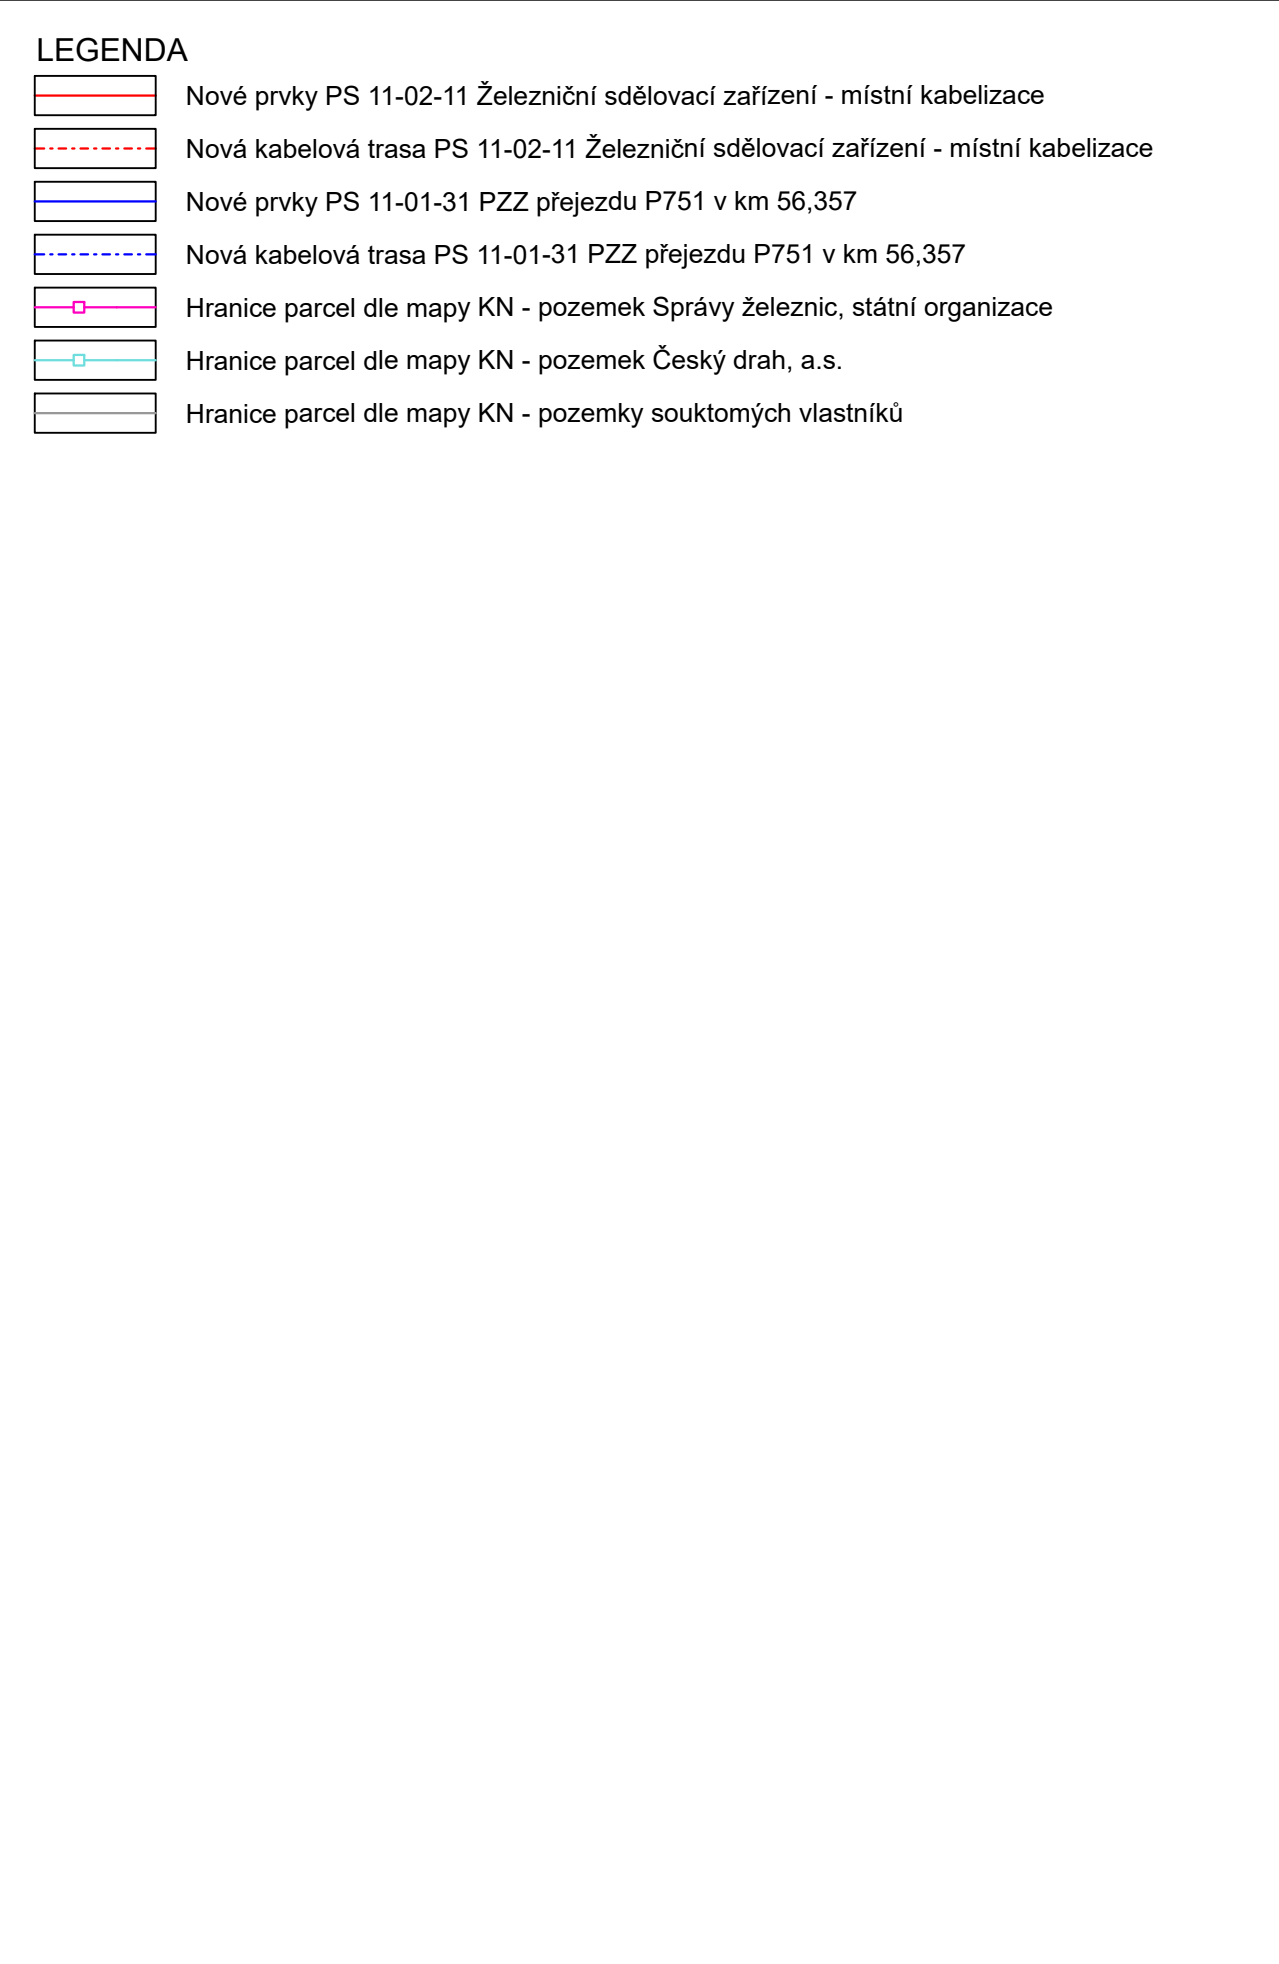 LEGENDA
Nové prvky PS 11-02-11 Železniční sdělovací zařízení - místní kabelizace
Nová kabelová trasa PS 11-02-11 Železniční sdělovací zařízení - místní kabelizace
Nové prvky PS 11-01-31 PZZ přejezdu P751 v km 56,357
Nová kabelová trasa PS 11-01-31 PZZ přejezdu P751 v km 56,357
Hranice parcel dle mapy KN - pozemek Správy železnic, státní organizace
Hranice parcel dle mapy KN - pozemek Český drah, a.s.
Hranice parcel dle mapy KN - pozemky souktomých vlastníků